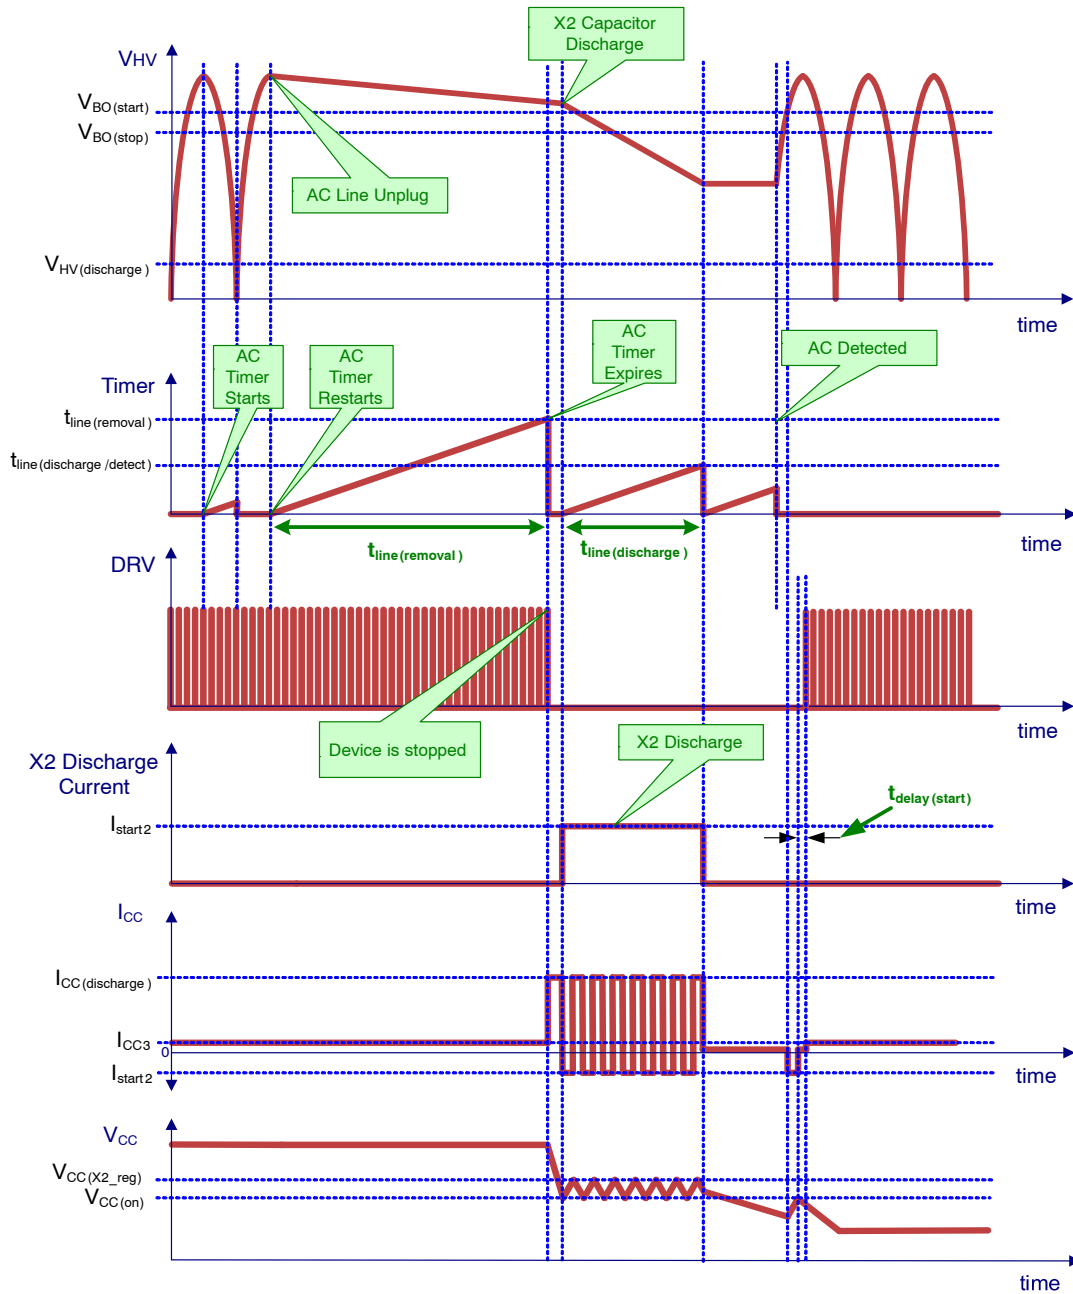 X2 Capacitor
Discharge
VHV
VBO(start)
VBO(stop)
AC Line Unplug
VHV(discharge)
time
AC
Timer
Starts
AC
Timer
Restarts
AC
Timer
Expires
AC Detected
Timer
tline(removal)
tline(discharge/detect)
tline(removal)
tline(discharge)
time
DRV
Device is stopped
X2 Discharge
time
X2 Discharge
Current
Istart2
tdelay(start)
time
ICC
ICC(discharge)
ICC3
0
Istart2
time
VCC
VCC(X2_reg)
VCC(on)
time